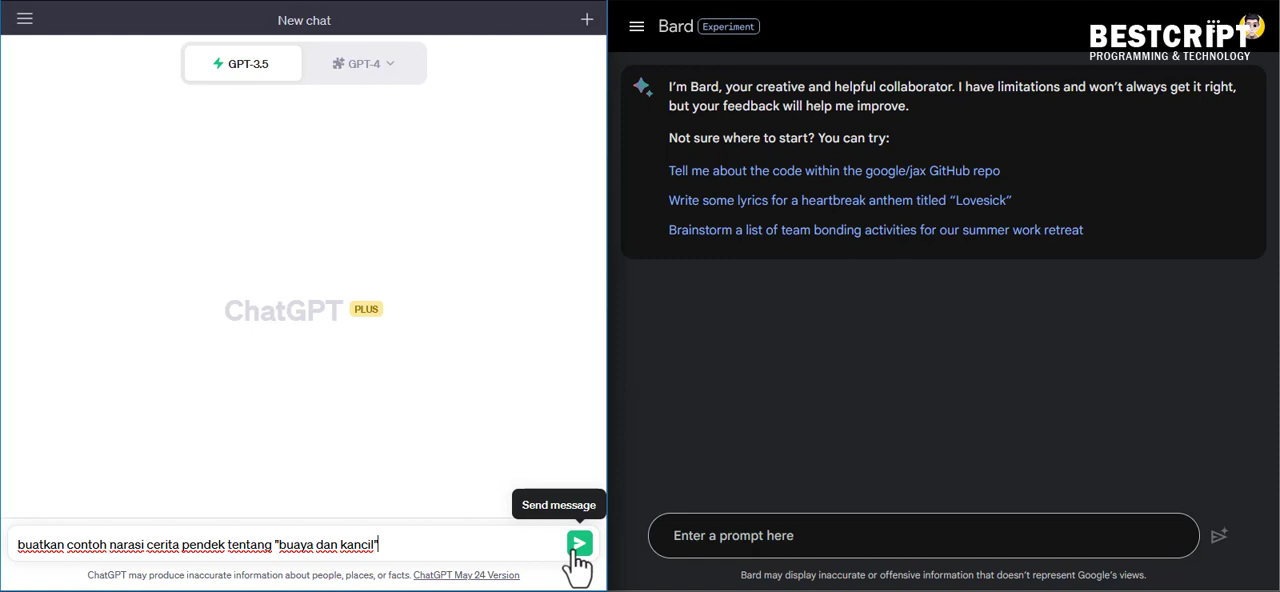 New chat
GPT-3.5
GPT-4
ChatGPT PLUS
Send message
buatkan contoh narasi cerita pendek tentang "buaya dan kancil"
ChatGPT may produce inaccurate information about people, places, or facts. ChatGPT May 24 Version
Bard Experiment
BESTCRIPT
PROGRAMMING & TECHNOLOGY
I'm Bard, your creative and helpful collaborator. I have limitations and won't always get it right,
but your feedback will help me improve.
Not sure where to start? You can try:
Tell me about the code within the google/jax GitHub repo
Write some lyrics for a heartbreak anthem titled “Lovesick”
Brainstorm a list of team bonding activities for our summer work retreat
Enter a prompt here
Bard may display inaccurate or offensive information that doesn't represent Google's views.